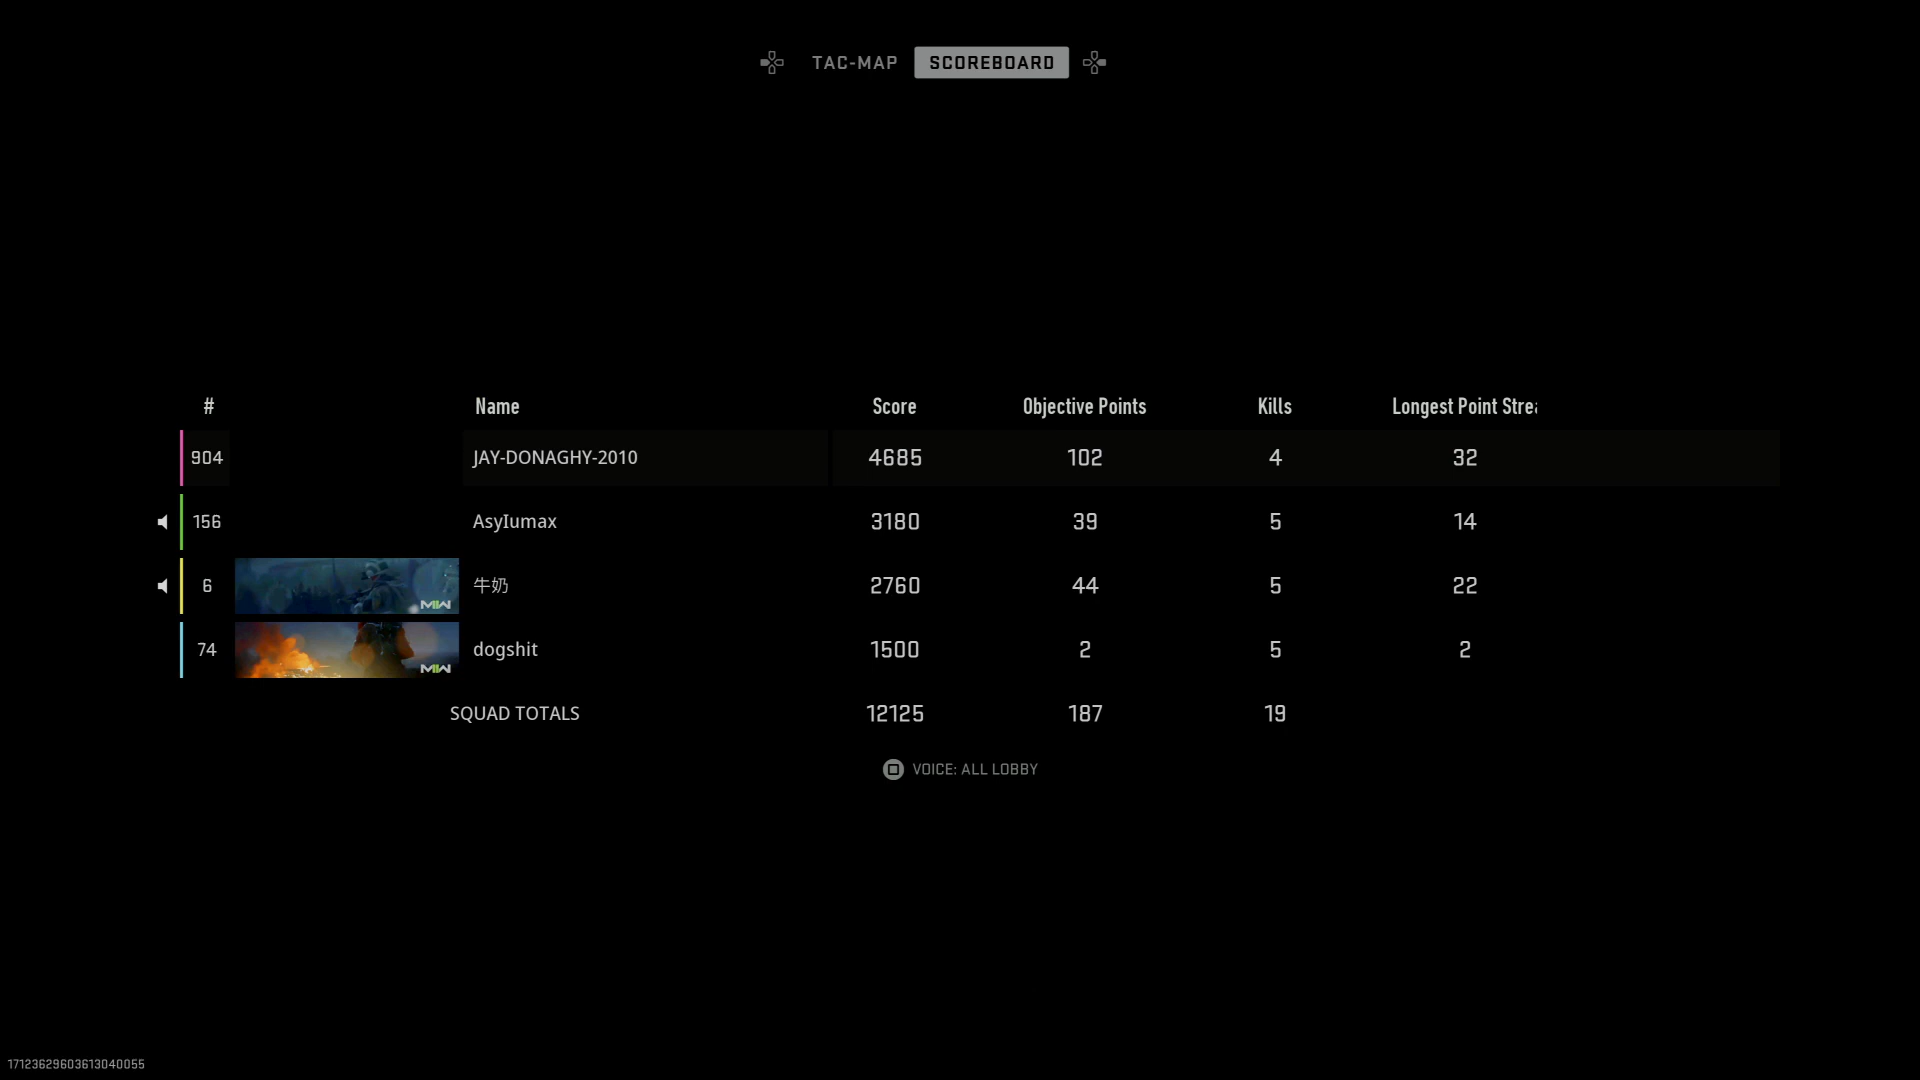 TAC-MAP SCOREBOARD
# Name Score Objective Points Kills Longest Point Strea
904 JAY-DONAGHY-2010 4685 102 4 32
156 AsyIumax 3180 39 5 14
6 MW 牛奶 2760 44 5 22
74 MW dogshit 1500 2 5 2
SQUAD TOTALS 12125 187 19
VOICE: ALL LOBBY
17123629603613040055